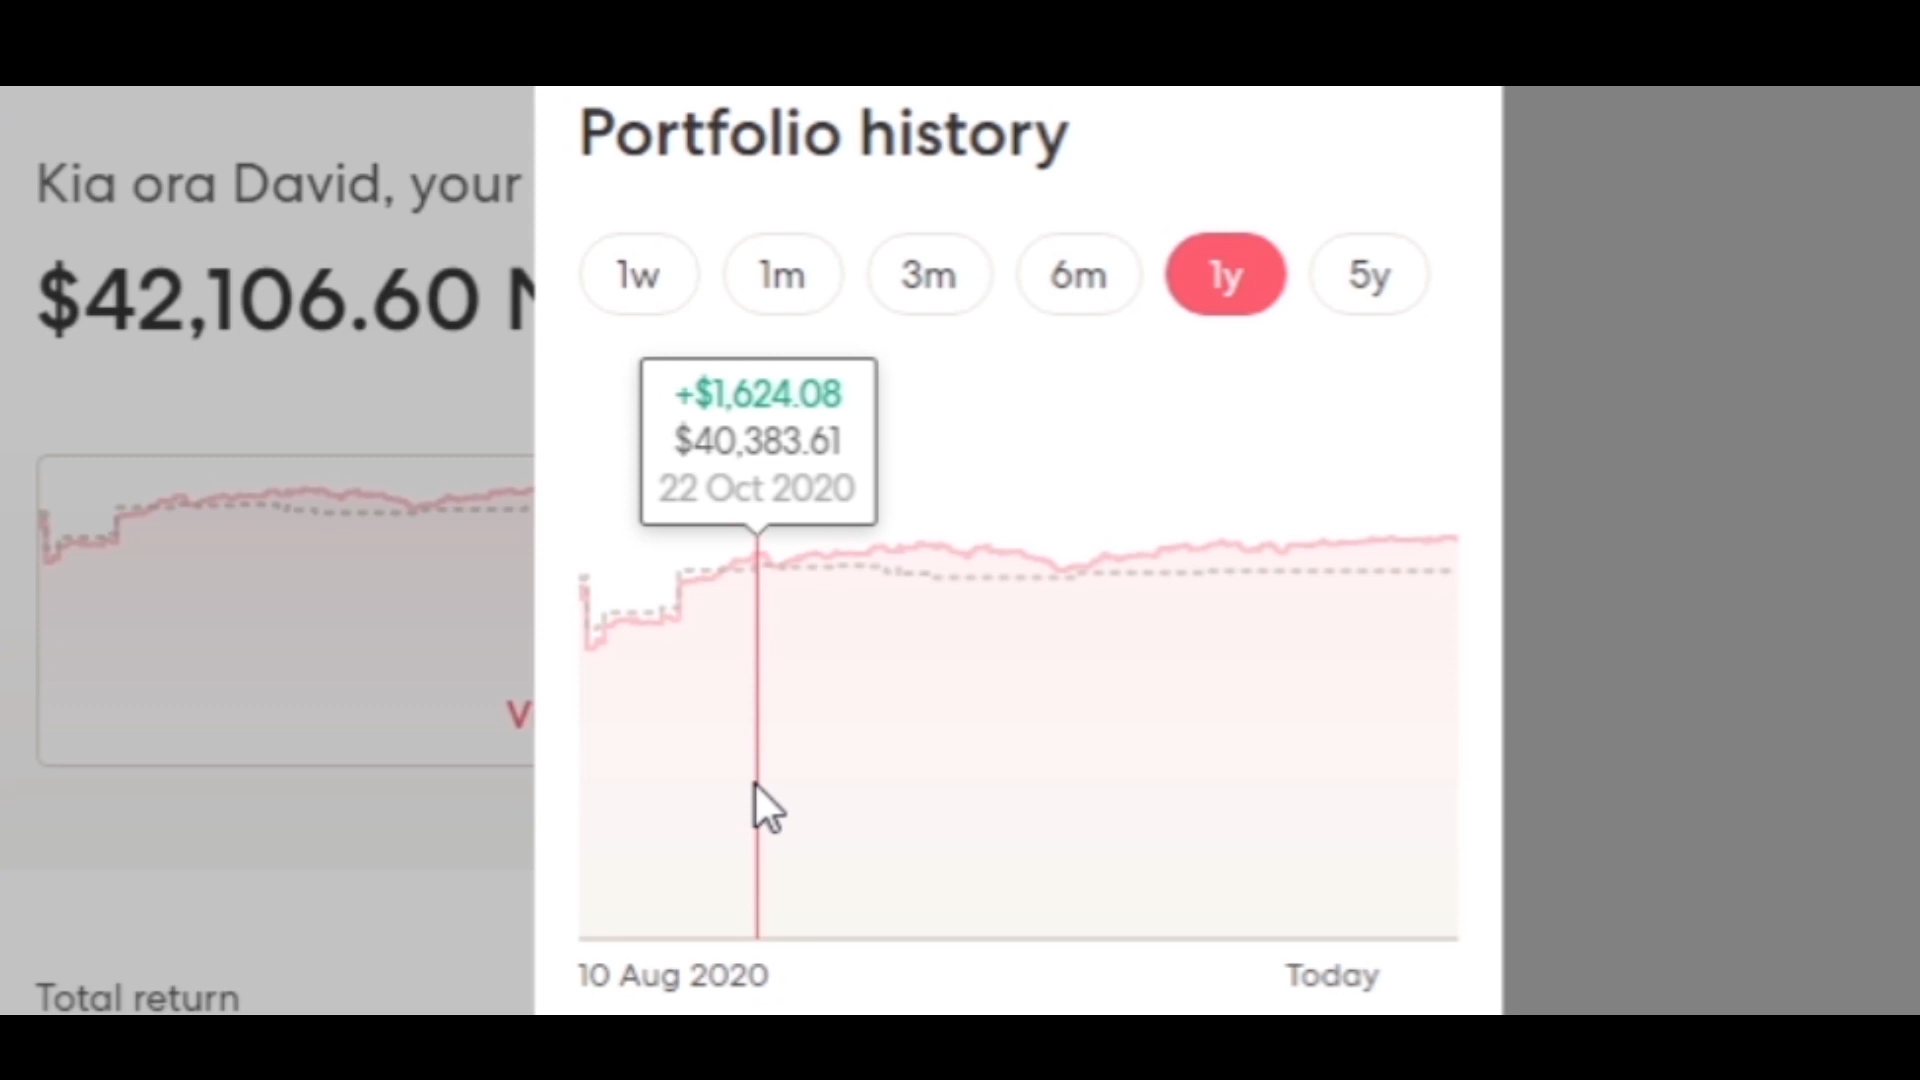 Kia ora David, your
$42,106.60 N
V
Total return
Portfolio history
1w 1m 3m 6m 1y 5y
+$1,624.08
$40,383.61
22 Oct 2020
10 Aug 2020 Today